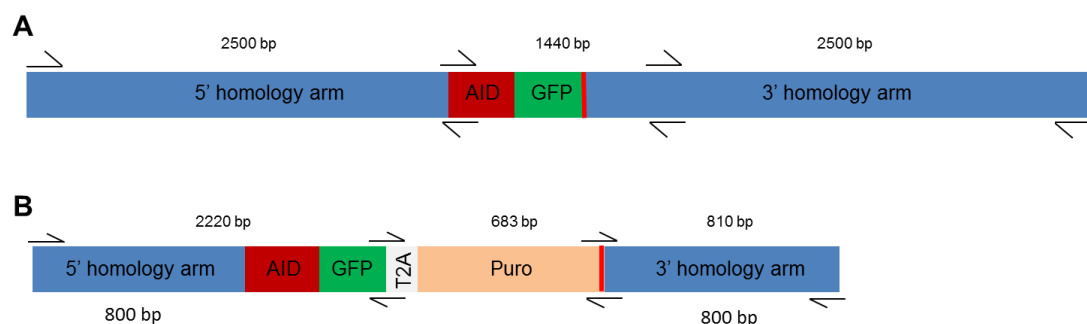 A
2500 bp 1440 bp 2500 bp
5’ homology arm AID GFP 3’ homology arm
B
2220 bp 683 bp 810 bp
5’ homology arm AID GFP T2A Puro 3’ homology arm
800 bp 800 bp